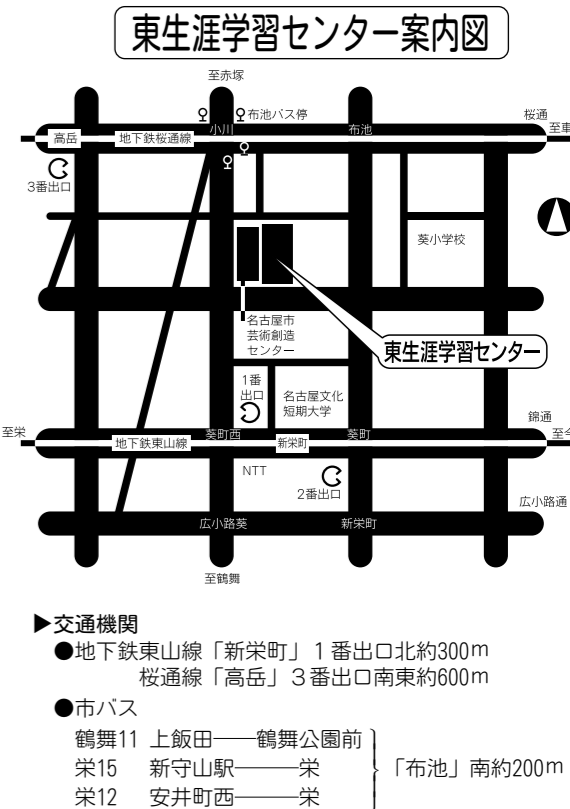 東生涯学習センター案内図
至赤塚
布池バス停
桜通
小川
布池
至車
高岳
地下鉄桜通線
3番出口
葵小学校
名古屋市
芸術創造
センター
東生涯学習センター
1番
出口
名古屋文化
短期大学
錦通
至栄
葵町西
葵町
至今
地下鉄東山線
新栄町
NTT
2番出口
広小路通
広小路葵
新栄町
至鶴舞
▶交通機関
●地下鉄東山線「新栄町」1番出口北約300m
桜通線「高岳」3番出口南東約600m
●市バス
鶴舞11 上飯田――鶴舞公園前
栄15 新守山駅―――栄 「布池」南約200m
栄12 安井町西―――栄